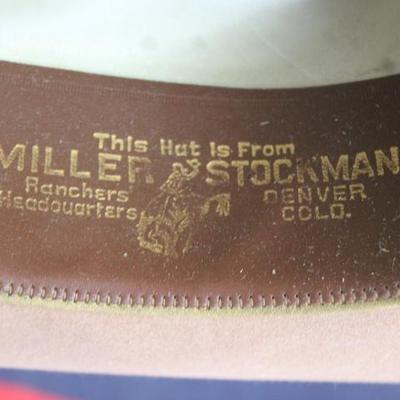 This Hat Is From
MILLER STOCKMAN
Ranchers' Headquarters
DENVER COLO.